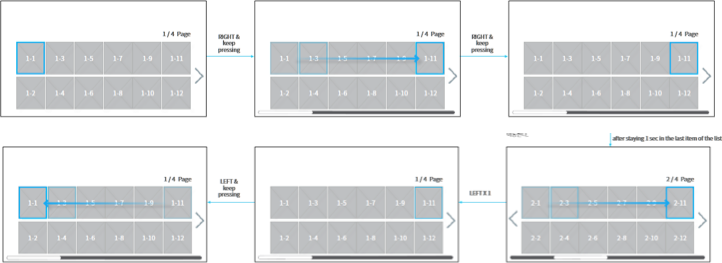 1 / 4 Page
1-1 1-3 1-5 1-7 1-9 1-11
1-2 1-4 1-6 1-8 1-10 1-12
RIGHT &
keep
pressing
1 / 4 Page
1-1 1-3 1-5 1-7 1-9 1-11
1-2 1-4 1-6 1-8 1-10 1-12
RIGHT &
keep
pressing
1 / 4 Page
1-1 1-3 1-5 1-7 1-9 1-11
1-2 1-4 1-6 1-8 1-10 1-12
after staying 1 sec in the last item of the list
1 / 4 Page
1-1 1-3 1-5 1-7 1-9 1-11
1-2 1-4 1-6 1-8 1-10 1-12
LEFT &
keep
pressing
1 / 4 Page
1-1 1-3 1-5 1-7 1-9 1-11
1-2 1-4 1-6 1-8 1-10 1-12
LEFT X 1
2 / 4 Page
2-1 2-3 2-5 2-7 2-9 2-11
2-2 2-4 2-6 2-8 2-10 2-12